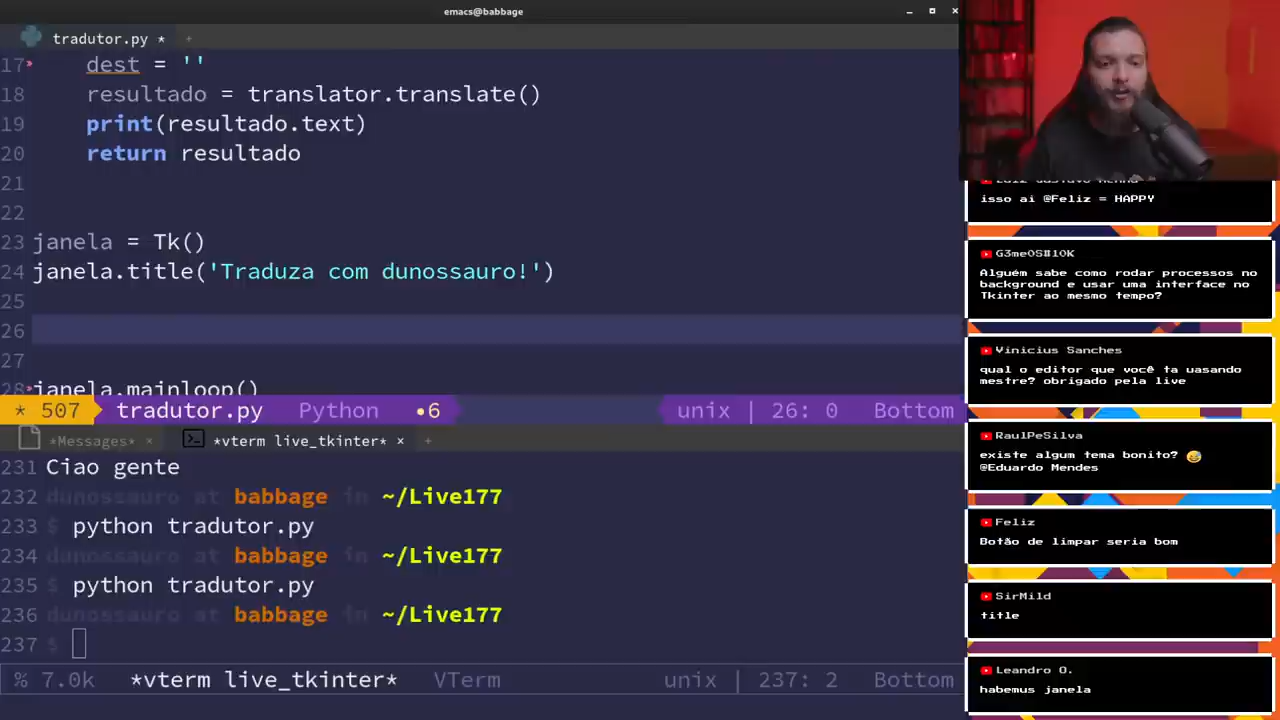 emacs@babbage
tradutor.py * +
17 dest = ''
18 resultado = translator.translate()
19 print(resultado.text)
20 return resultado
21
22
23 janela = Tk()
24 janela.title('Traduza com dunossauro!')
25
26
27
28 janela.mainloop()
* 507 tradutor.py Python •6 unix | 26: 0 Bottom
*Messages* × *vterm live_tkinter* × +
231 Ciao gente
232 dunossauro at babbage in ~/Live177
233 $ python tradutor.py
234 dunossauro at babbage in ~/Live177
235 $ python tradutor.py
236 dunossauro at babbage in ~/Live177
237 $
% 7.0k *vterm live_tkinter* VTerm unix | 237: 2 Bottom
isso ai @Feliz = HAPPY
G3meOS#10K
Alguém sabe como rodar processos no
background e usar uma interface no
Tkinter ao mesmo tempo?
Vinicius Sanches
qual o editor que você ta uasando
mestre? obrigado pela live
RaulPeSilva
existe algum tema bonito? 😅
@Eduardo Mendes
Feliz
Botão de limpar seria bom
SirMild
title
Leandro O.
habemus janela